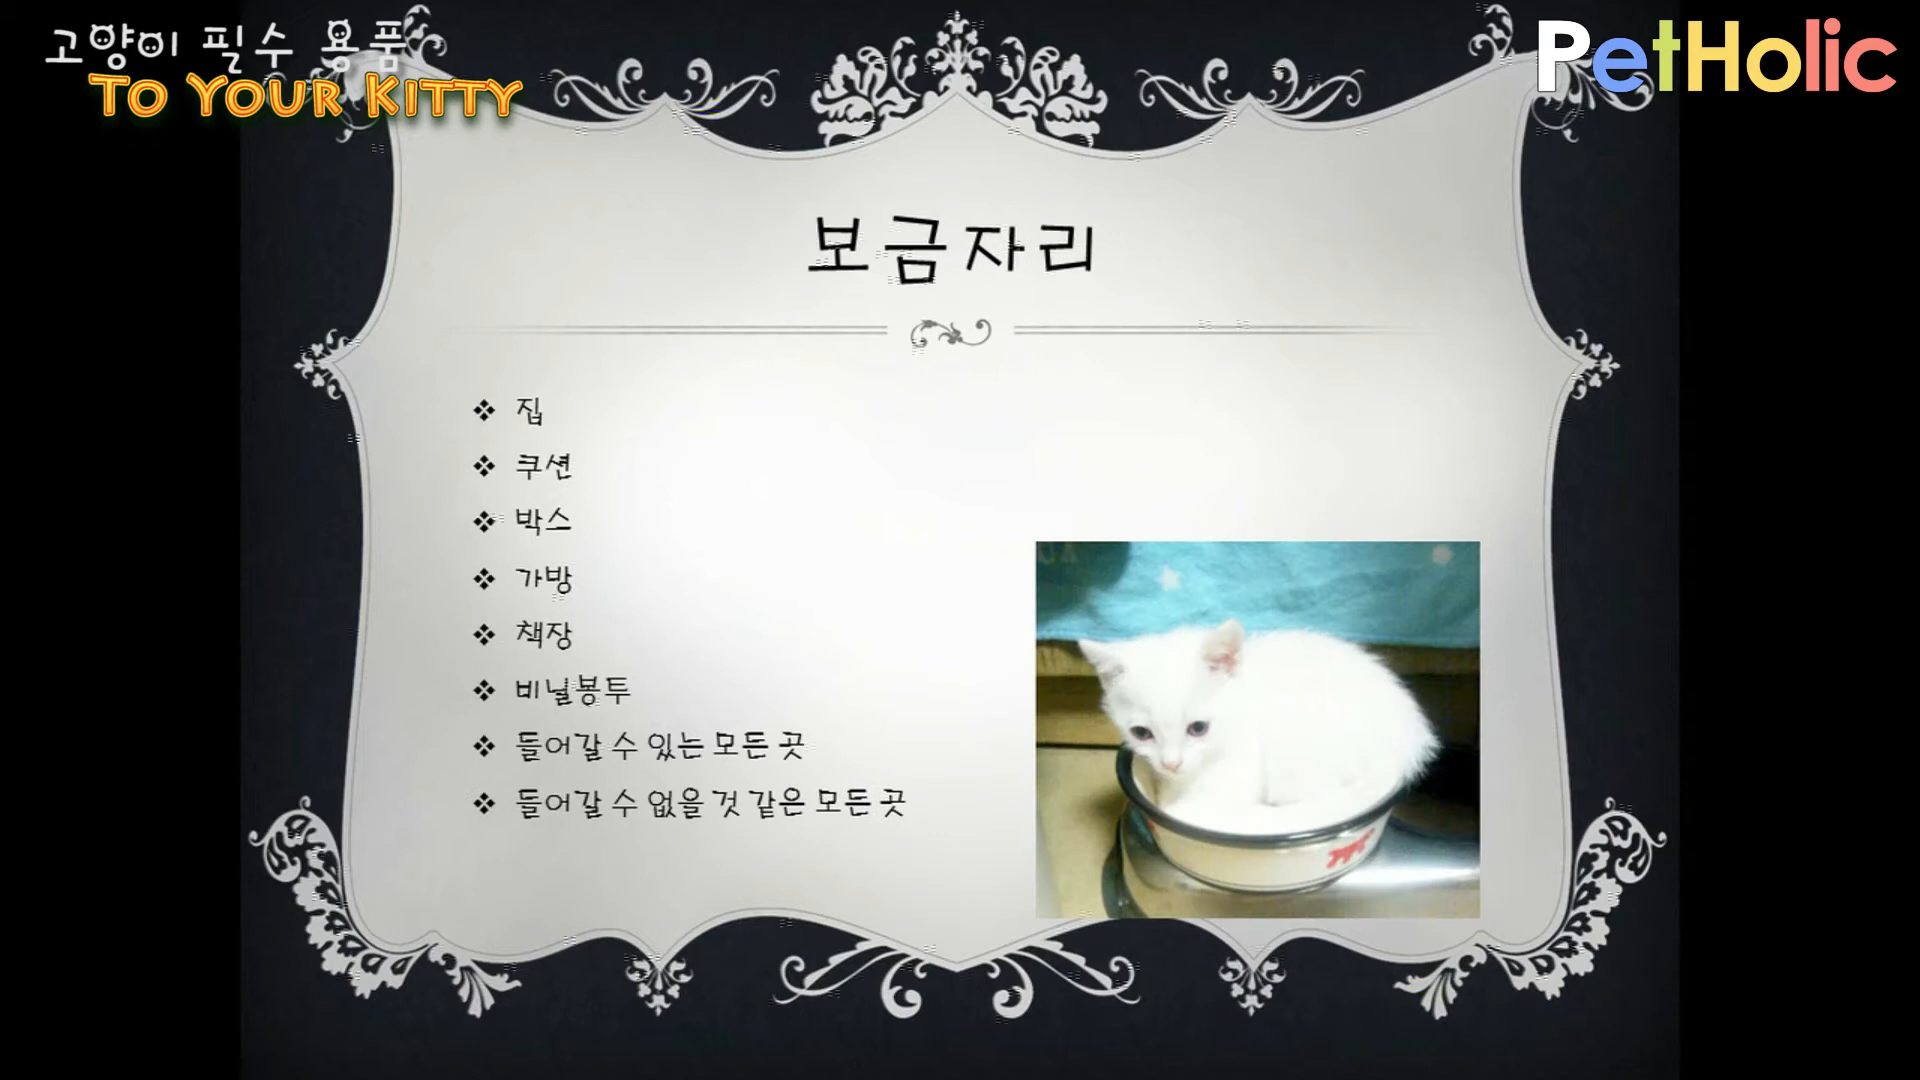 고양이 필수 용품
TO YOUR KITTY
PetHolic
보금자리
집
쿠션
박스
가방
책장
비닐봉투
들어갈 수 있는 모든 곳
들어갈 수 없을 것 같은 모든 곳